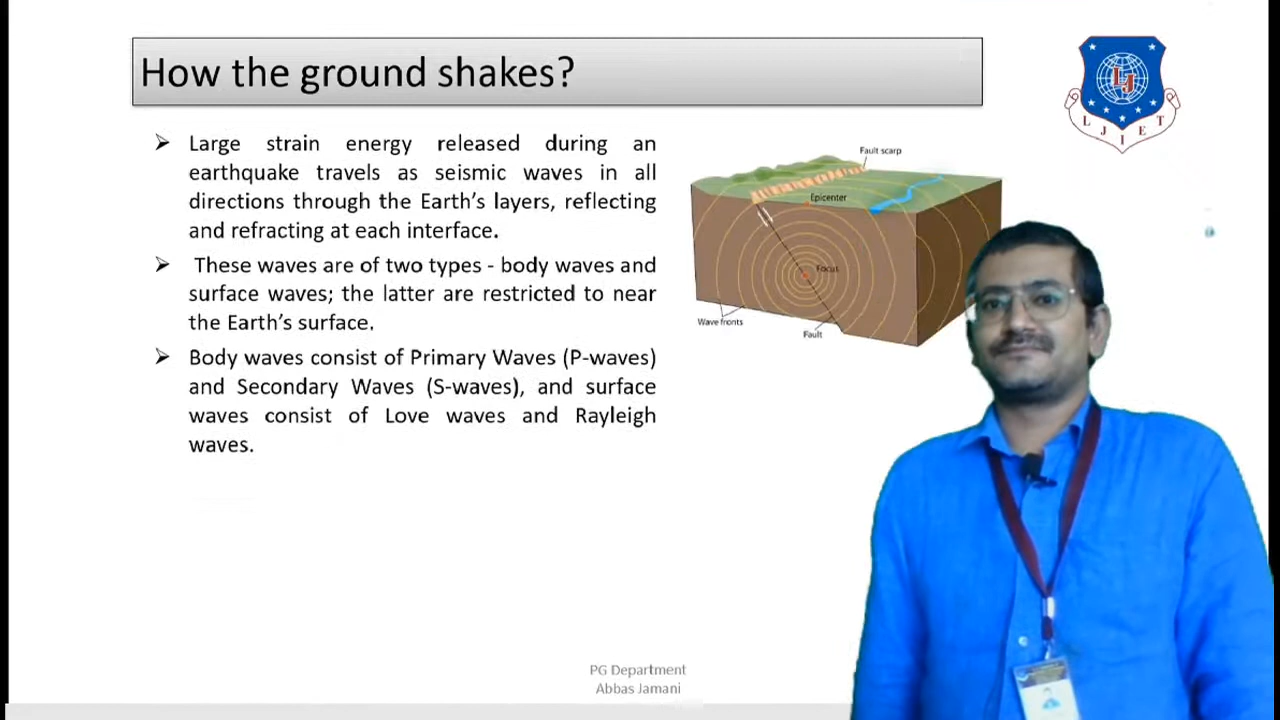 How the ground shakes?
Large strain energy released during an
earthquake travels as seismic waves in all
directions through the Earth's layers, reflecting
and refracting at each interface.
These waves are of two types - body waves and
surface waves; the latter are restricted to near
the Earth's surface.
Body waves consist of Primary Waves (P-waves)
and Secondary Waves (S-waves), and surface
waves consist of Love waves and Rayleigh
waves.
Fault scarp
Epicenter
Focus
Wave fronts
Fault
LJ
LJIET
PG Department
Abbas Jamani